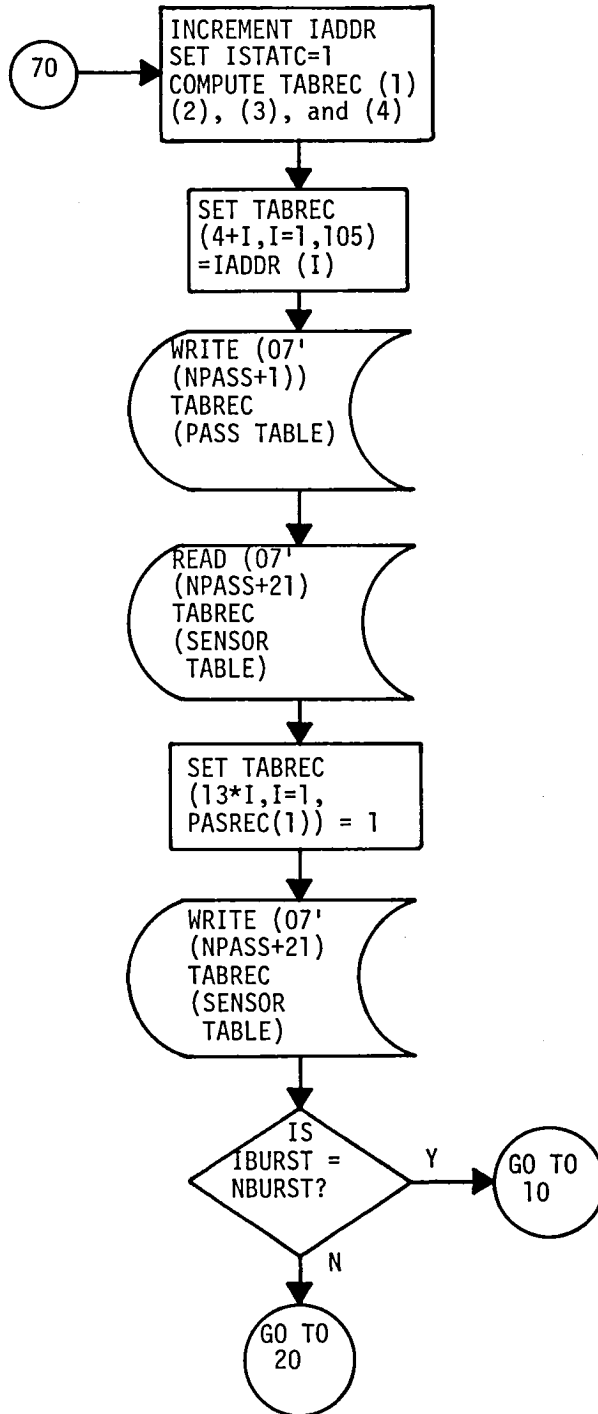 70
INCREMENT IADDR
SET ISTATC=1
COMPUTE TABREC (1)
(2), (3), and (4)
SET TABREC
(4+I,I=1,105)
=IADDR (I)
WRITE (07'
(NPASS+1))
TABREC
(PASS TABLE)
READ (07'
(NPASS+21)
TABREC
(SENSOR
TABLE)
SET TABREC
(13*I,I=1,
PASREC(1)) = 1
WRITE (07'
(NPASS+21)
TABREC
(SENSOR
TABLE)
IS
IBURST =
NBURST?
Y
GO TO
10
N
GO TO
20